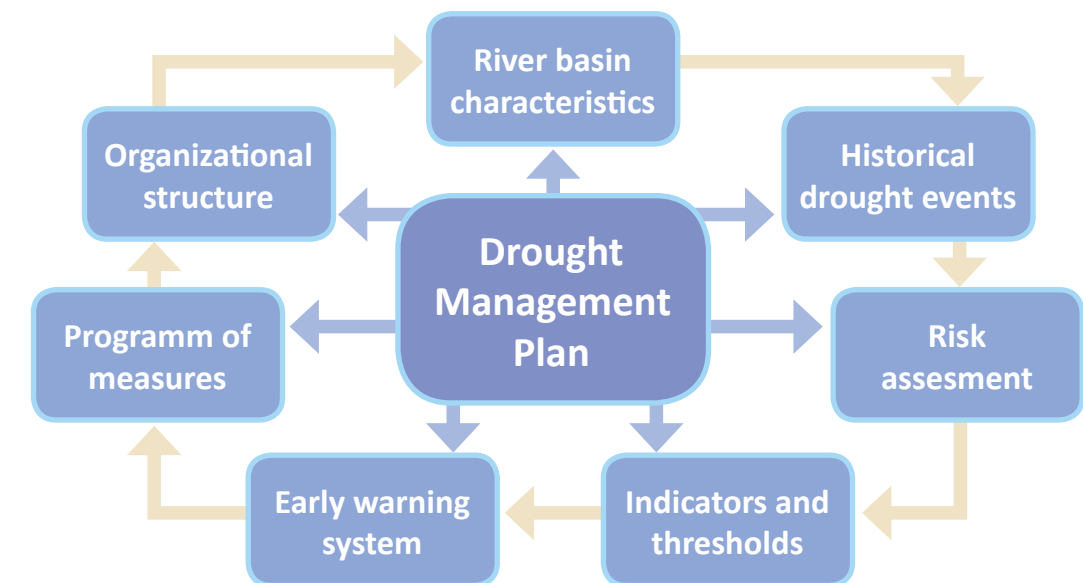 River basin
characteristics
Historical
drought events
Risk
assesment
Indicators and
thresholds
Early warning
system
Programm of
measures
Organizational
structure
Drought
Management
Plan